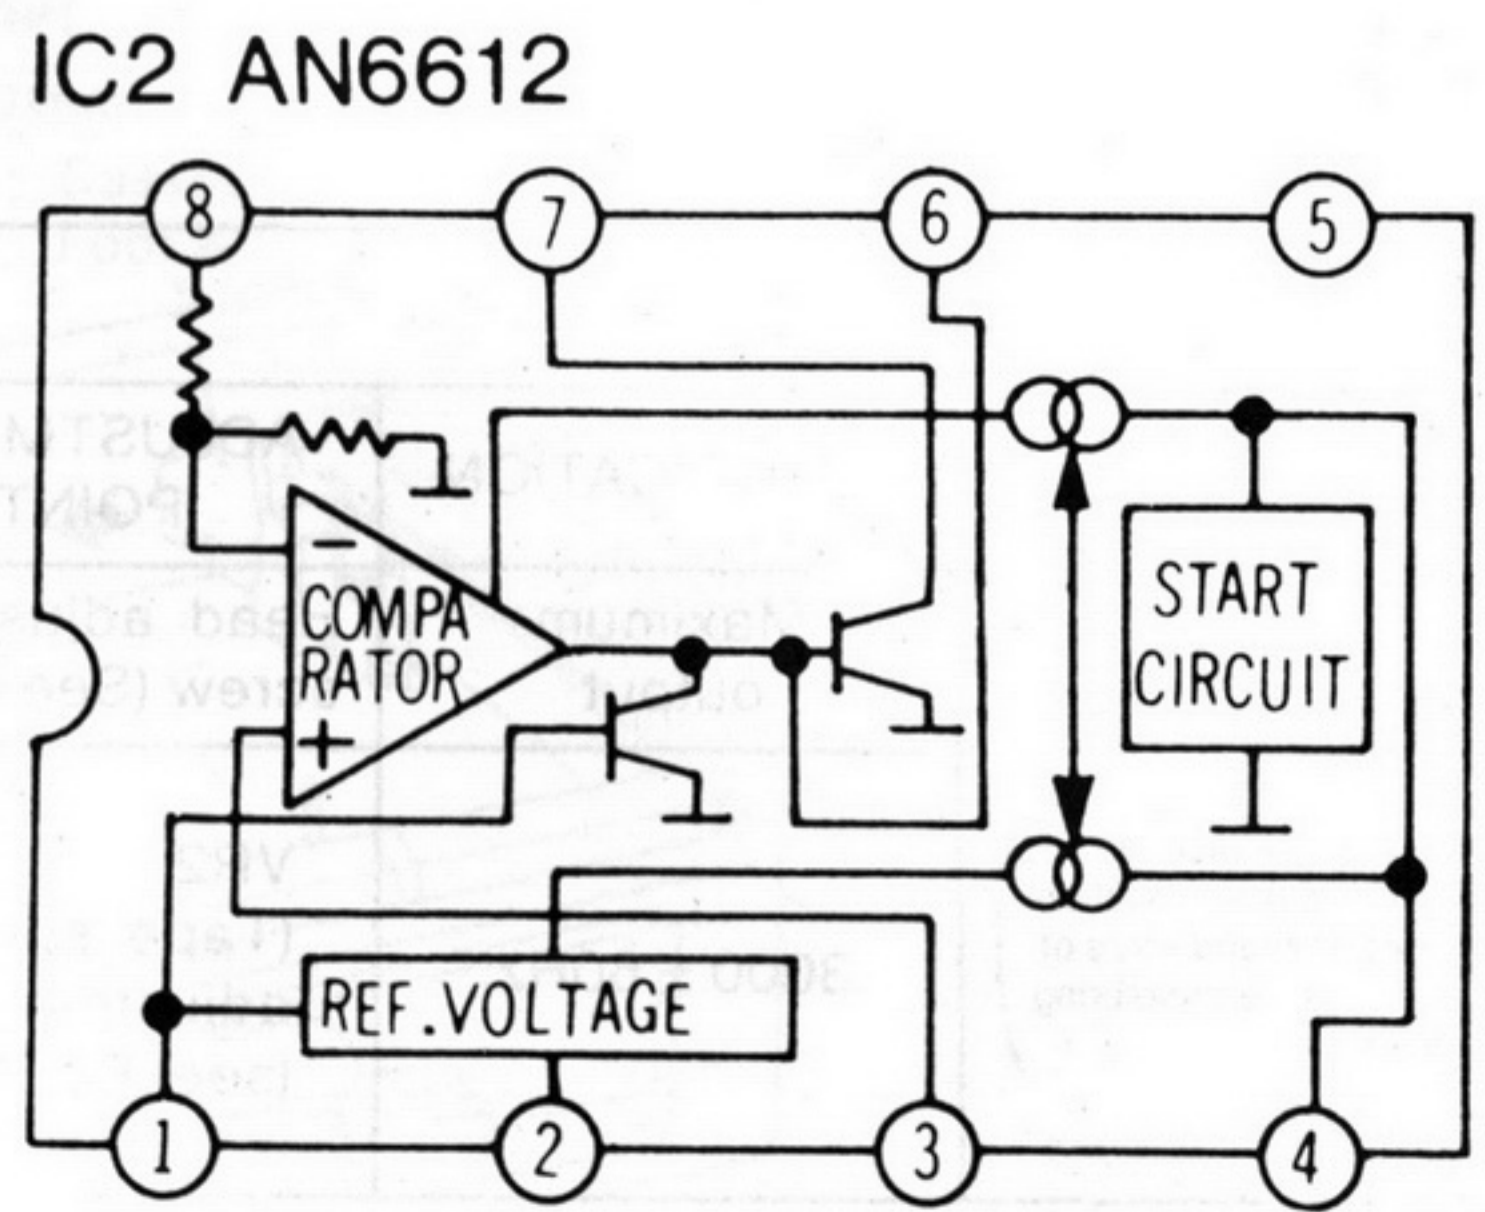 IC2 AN6612
8 7 6 5
COMPA
RATOR
−
+
START
CIRCUIT
REF.VOLTAGE
1 2 3 4